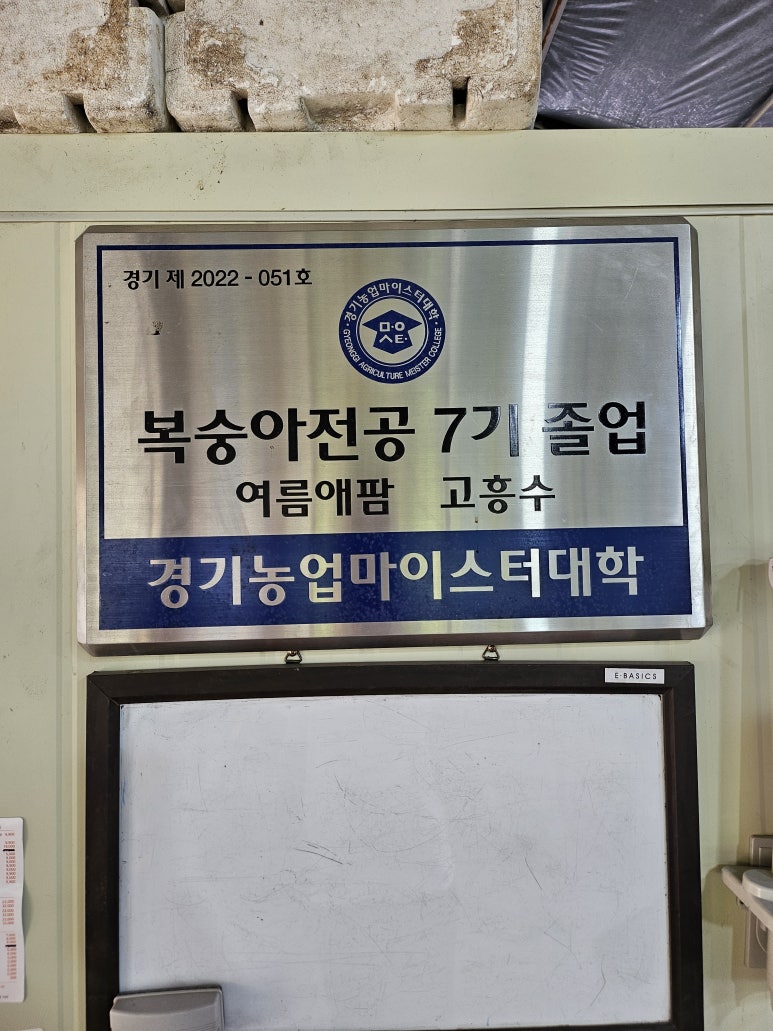 경기 제 2022 - 051호
·경기농업마이스터대학·
GYEONGGI AGRICULTURE MEISTER COLLEGE
복숭아전공 7기 졸업
여름애팜 고흥수
경기농업마이스터대학
E·BASICS